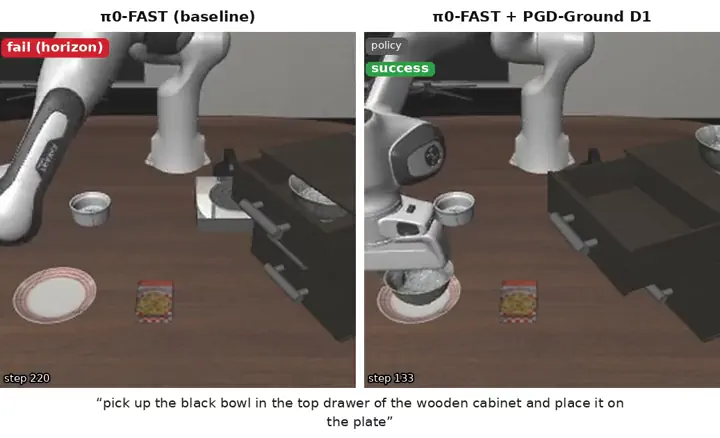 π0-FAST (baseline)
π0-FAST + PGD-Ground D1
fail (horizon)
policy
success
step 220
step 133
“pick up the black bowl in the top drawer of the wooden cabinet and place it on
the plate”